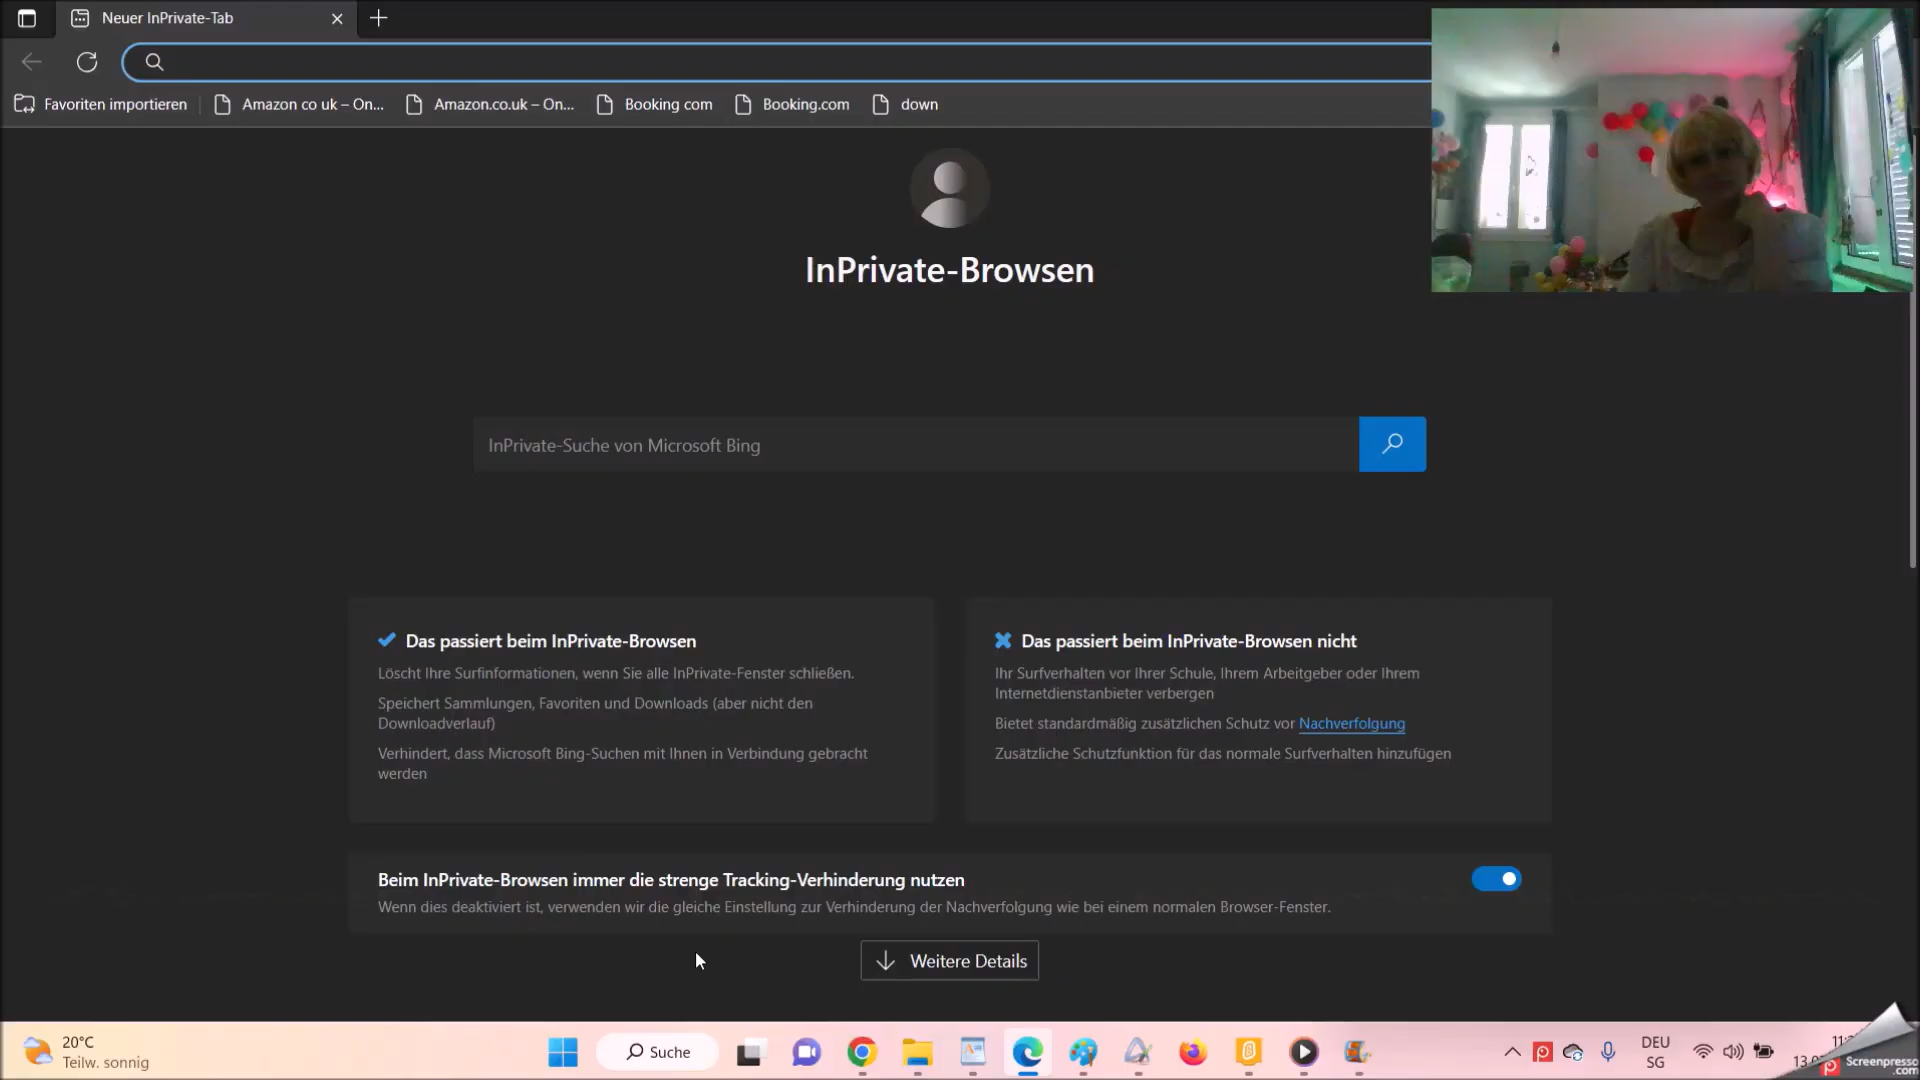 Neuer InPrivate-Tab
Favoriten importieren
Amazon co uk – On...
Amazon.co.uk – On...
Booking com
Booking.com
down
InPrivate-Browsen
InPrivate-Suche von Microsoft Bing
Das passiert beim InPrivate-Browsen
Löscht Ihre Surfinformationen, wenn Sie alle InPrivate-Fenster schließen.
Speichert Sammlungen, Favoriten und Downloads (aber nicht den
Downloadverlauf)
Verhindert, dass Microsoft Bing-Suchen mit Ihnen in Verbindung gebracht
werden
Das passiert beim InPrivate-Browsen nicht
Ihr Surfverhalten vor Ihrer Schule, Ihrem Arbeitgeber oder Ihrem
Internetdienstanbieter verbergen
Bietet standardmäßig zusätzlichen Schutz vor Nachverfolgung
Zusätzliche Schutzfunktion für das normale Surfverhalten hinzufügen
Beim InPrivate-Browsen immer die strenge Tracking-Verhinderung nutzen
Wenn dies deaktiviert ist, verwenden wir die gleiche Einstellung zur Verhinderung der Nachverfolgung wie bei einem normalen Browser-Fenster.
Weitere Details
20°C
Teilw. sonnig
Suche
DEU
SG
Screenpresso
.com